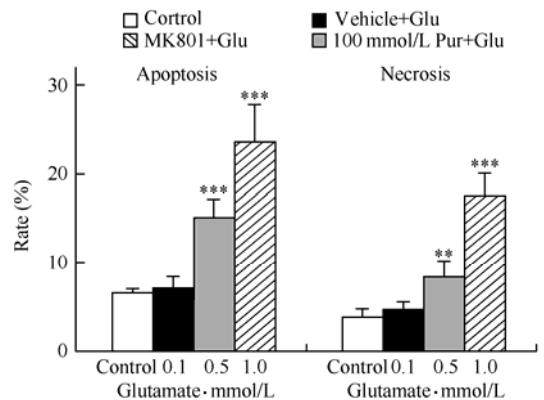 Control
Vehicle+Glu
MK801+Glu
100 mmol/L Pur+Glu
30
Apoptosis
Necrosis
***
***
20
***
Rate (%)
**
10
0
Control 0.1 0.5 1.0
Control 0.1 0.5 1.0
Glutamate·mmol/L
Glutamate·mmol/L